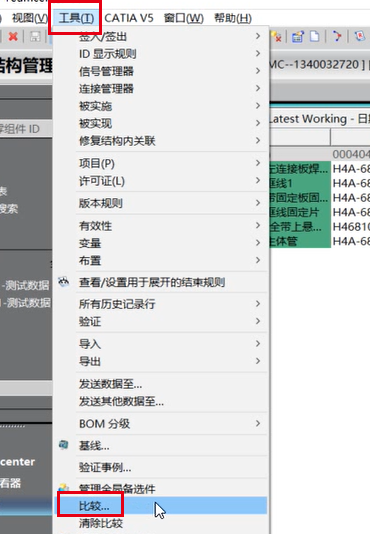 视图(V) 工具(T) CATIA V5 窗口(W) 帮助(H)
签入/签出
ID 显示规则
信号管理器
结构管理
MC--1340032720 ]
连接管理器
被实施
Latest Working - 日
组件 ID
被实现
修复结构内关联
000404
项目(P)
左连接板焊... H4A-68
许可证(L)
框线1 H4A-68
表
带固定板固... H4A-68
版本规则
搜索
框线固定片 H4A-68
有效性
全带上悬... H46810
变量
主体管 H4A-68
布置
查看/设置用于展开的结束规则
-测试数据
所有历史记录行
-测试数据
验证
导入
导出
发送数据至...
发送其他数据至...
BOM 分级
基线...
center
验证事例...
看器
管理全局备选件
比较...
清除比较